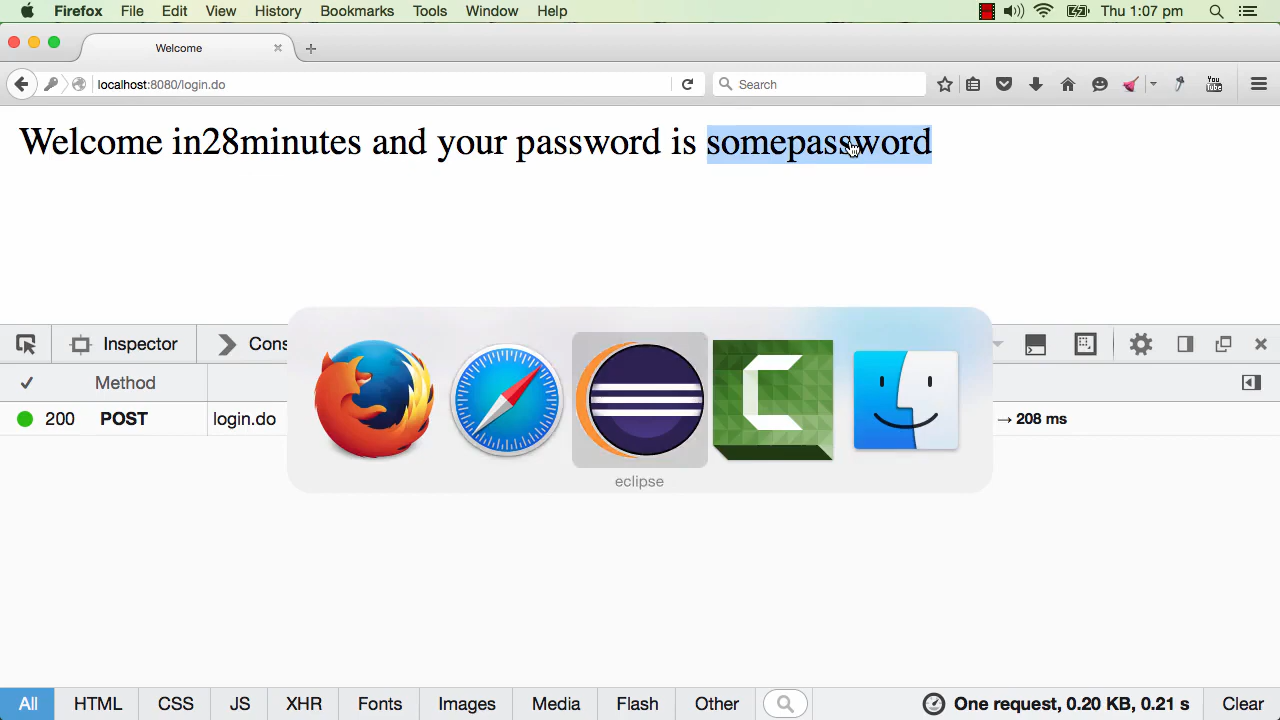 Firefox File Edit View History Bookmarks Tools Window Help Thu 1:07 pm
Welcome
localhost:8080/login.do Search You Tube
Welcome in28minutes and your password is somepassword
Inspector Cons
Method
200 POST login.do → 208 ms
eclipse
All HTML CSS JS XHR Fonts Images Media Flash Other One request, 0.20 KB, 0.21 s Clear